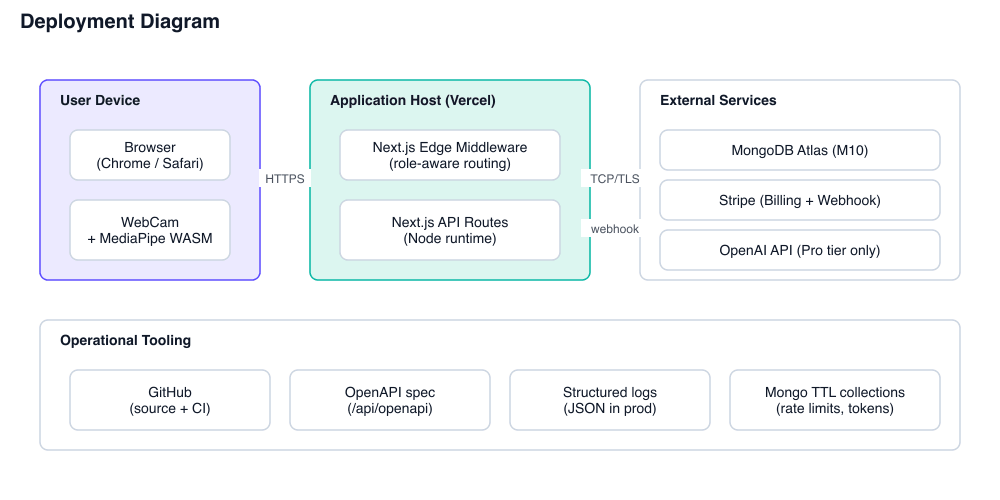 Deployment Diagram
User Device
Browser
(Chrome / Safari)
WebCam
+ MediaPipe WASM
HTTPS
Application Host (Vercel)
Next.js Edge Middleware
(role-aware routing)
Next.js API Routes
(Node runtime)
TCP/TLS
webhook
External Services
MongoDB Atlas (M10)
Stripe (Billing + Webhook)
OpenAI API (Pro tier only)
Operational Tooling
GitHub
(source + CI)
OpenAPI spec
(/api/openapi)
Structured logs
(JSON in prod)
Mongo TTL collections
(rate limits, tokens)